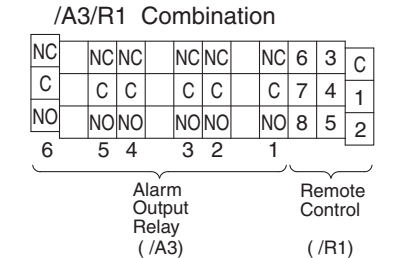 /A3/R1 Combination
NC NC NC NC NC NC 6 3 C
C C C C C C 7 4 1
NO NO NO NO NO NO 8 5 2
6 5 4 3 2 1
Alarm Output Relay (/A3)
Remote Control (/R1)